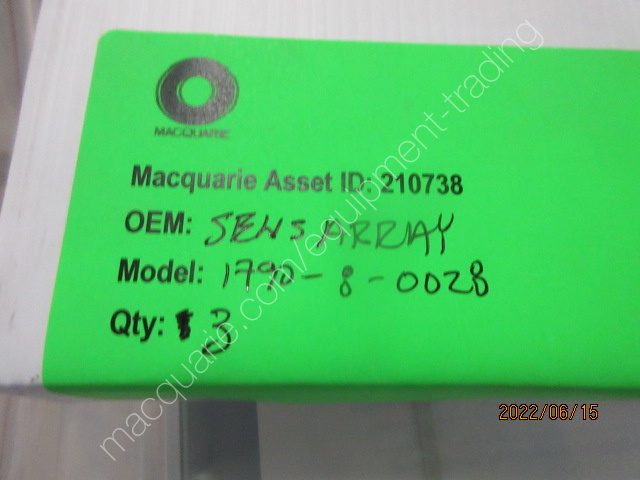 MACQUARIE
Macquarie Asset ID: 210738
OEM: SENSARRAY
Model: 1790-8-0028
Qty: 3
macquarie.com/equipment-trading
2022/06/15